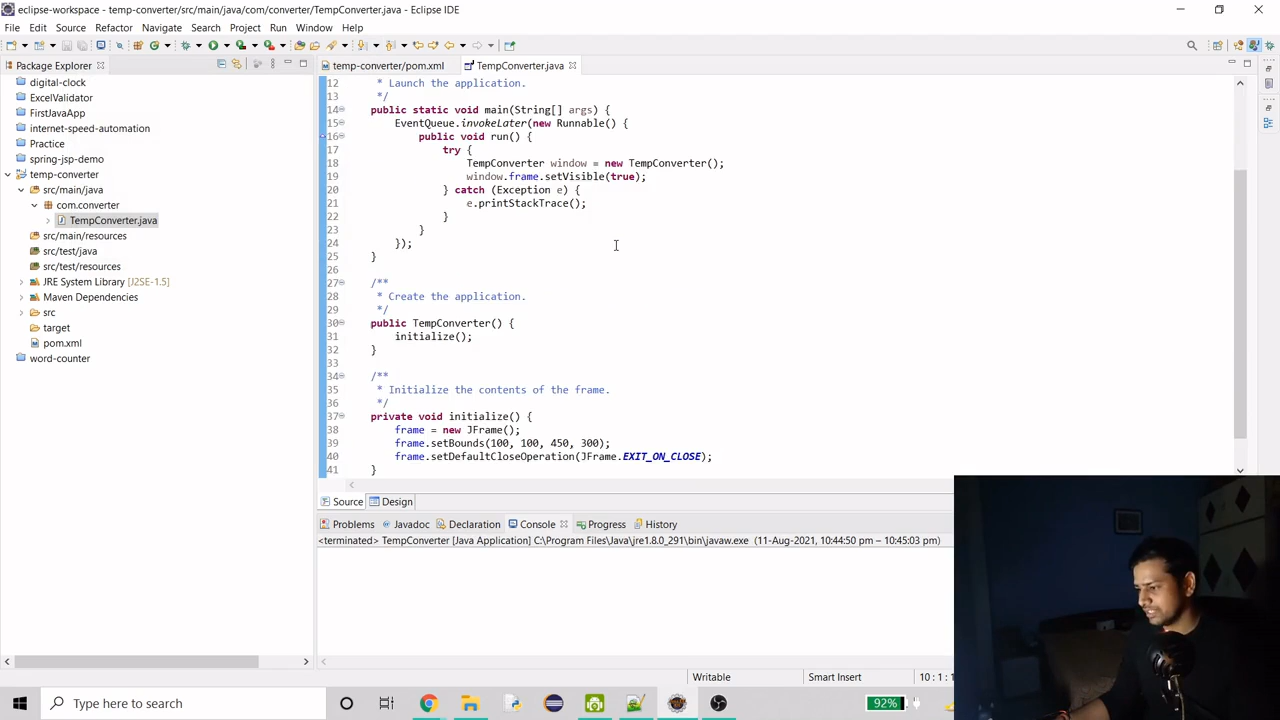 eclipse-workspace - temp-converter/src/main/java/com/converter/TempConverter.java - Eclipse IDE
File Edit Source Refactor Navigate Search Project Run Window Help
Package Explorer
temp-converter/pom.xml
TempConverter.java
digital-clock
ExcelValidator
FirstJavaApp
internet-speed-automation
Practice
spring-jsp-demo
temp-converter
src/main/java
com.converter
TempConverter.java
src/main/resources
src/test/java
src/test/resources
JRE System Library [J2SE-1.5]
Maven Dependencies
src
target
pom.xml
word-counter
12 * Launch the application.
13 */
14 public static void main(String[] args) {
15 EventQueue.invokeLater(new Runnable() {
16 public void run() {
17 try {
18 TempConverter window = new TempConverter();
19 window.frame.setVisible(true);
20 } catch (Exception e) {
21 e.printStackTrace();
22 }
23 }
24 });
25 }
26
27 /**
28 * Create the application.
29 */
30 public TempConverter() {
31 initialize();
32 }
33
34 /**
35 * Initialize the contents of the frame.
36 */
37 private void initialize() {
38 frame = new JFrame();
39 frame.setBounds(100, 100, 450, 300);
40 frame.setDefaultCloseOperation(JFrame.EXIT_ON_CLOSE);
41 }
Source Design
Problems Javadoc Declaration Console Progress History
<terminated> TempConverter [Java Application] C:\Program Files\Java\jre1.8.0_291\bin\javaw.exe (11-Aug-2021, 10:44:50 pm – 10:45:03 pm)
Writable Smart Insert 10 : 1 :
Type here to search
92%